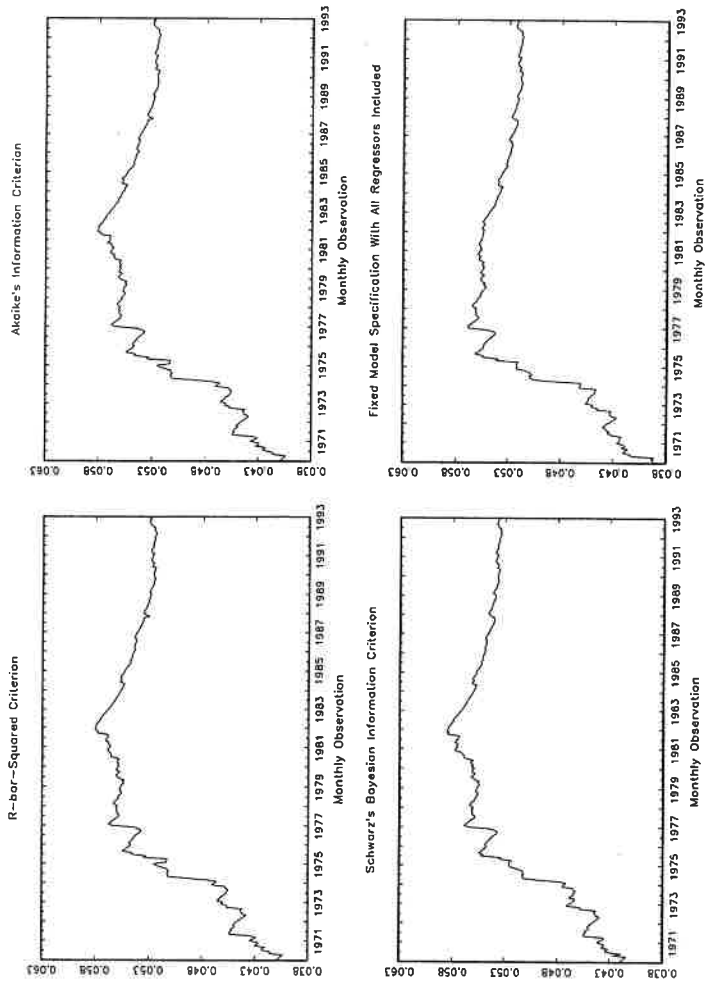 R-bar-Squared Criterion
0.063
0.058
0.053
0.048
0.043
0.038
1971 1973 1975 1977 1979 1981 1983 1985 1987 1989 1991 1993
Monthly Observation
Akaike's Information Criterion
0.063
0.058
0.053
0.048
0.043
0.038
1971 1973 1975 1977 1979 1981 1983 1985 1987 1989 1991 1993
Monthly Observation
Schwarz's Bayesian Information Criterion
0.063
0.058
0.053
0.048
0.043
0.038
1971 1973 1975 1977 1979 1981 1983 1985 1987 1989 1991 1993
Monthly Observation
Fixed Model Specification With All Regressors Included
0.063
0.058
0.053
0.048
0.043
0.038
1971 1973 1975 1977 1979 1981 1983 1985 1987 1989 1991 1993
Monthly Observation